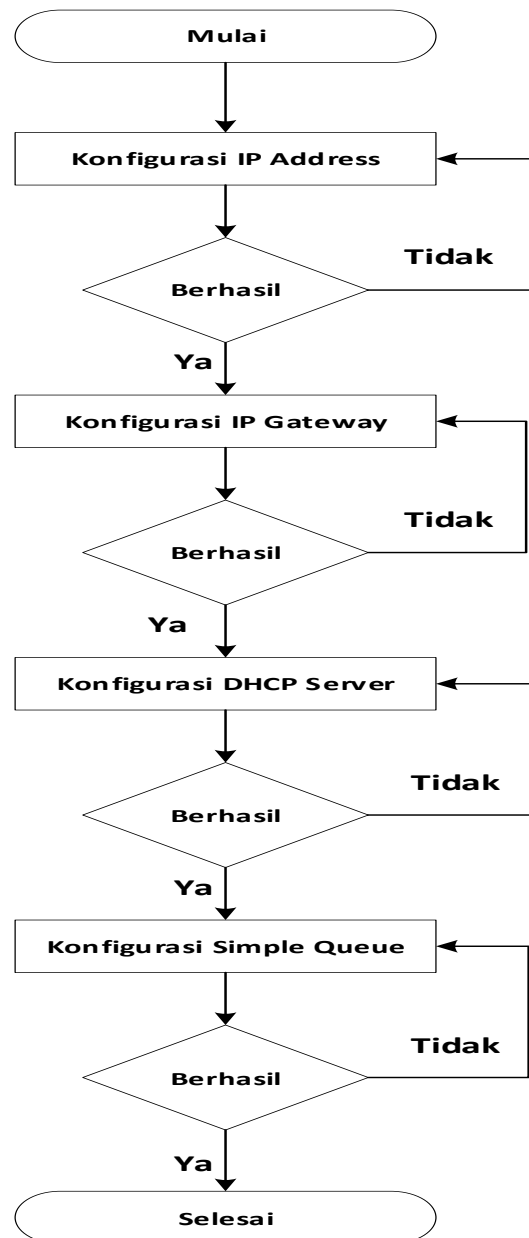 Mulai
Konfigurasi IP Address
Tidak
Berhasil
Ya
Konfigurasi IP Gateway
Tidak
Berhasil
Ya
Konfigurasi DHCP Server
Tidak
Berhasil
Ya
Konfigurasi Simple Queue
Tidak
Berhasil
Ya
Selesai